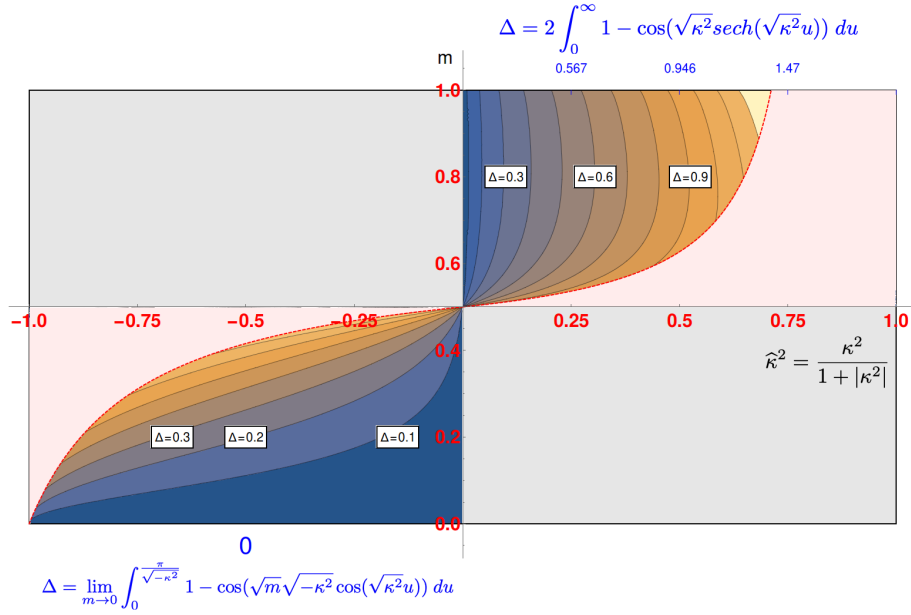 Δ = 2 ∫_0^∞ 1 − cos(√κ² sech(√κ² u)) du
m
0.567 0.946 1.47
1.0
Δ=0.3 Δ=0.6 Δ=0.9
0.8
0.6
-1.0 -0.75 -0.5 -0.25 0.25 0.5 0.75 1.0
0.4
κ̂² = κ² / (1 + |κ²|)
Δ=0.3 Δ=0.2 Δ=0.1
0.2
0.0
0
Δ = lim_{m→0} ∫_0^{π/√−κ²} 1 − cos(√m √−κ² cos(√κ² u)) du